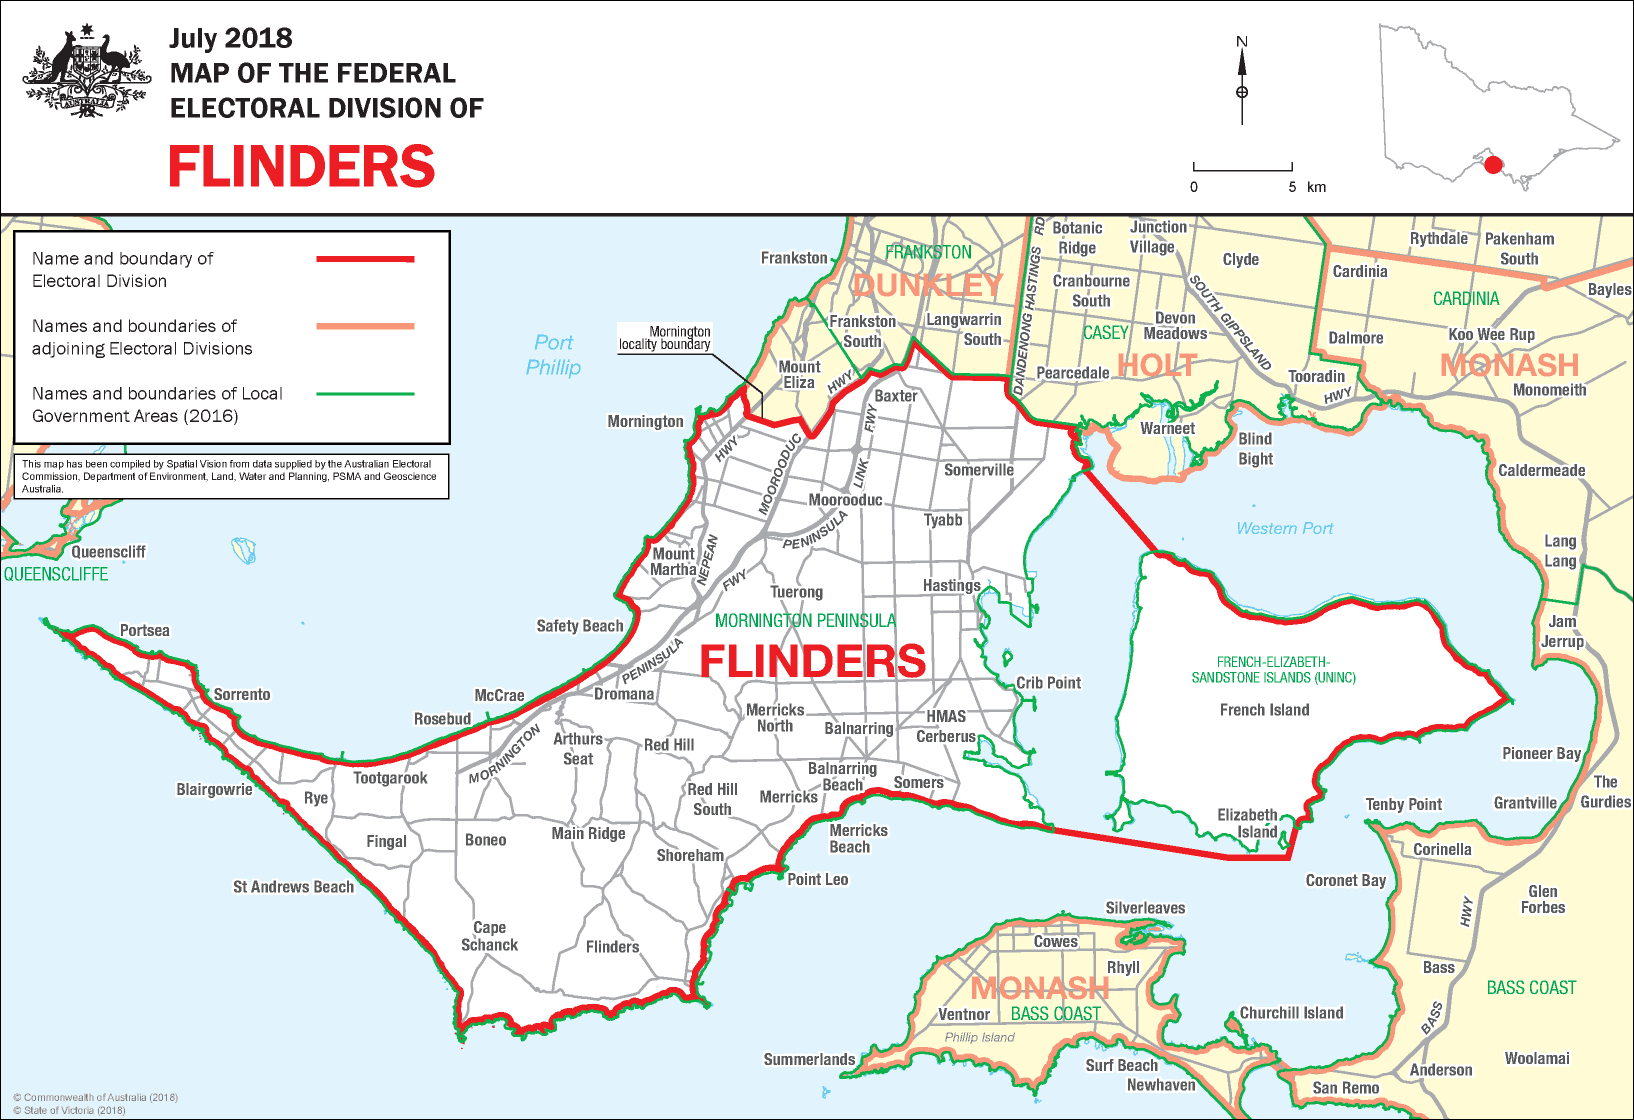 July 2018
MAP OF THE FEDERAL
ELECTORAL DIVISION OF
FLINDERS
AUSTRALIA
N
0 5 km
Name and boundary of
Electoral Division
Names and boundaries of
adjoining Electoral Divisions
Names and boundaries of Local
Government Areas (2016)
This map has been compiled by Spatial Vision from data supplied by the Australian Electoral
Commission, Department of Environment, Land, Water and Planning, PSMA and Geoscience
Australia.
Port
Phillip
Mornington
locality boundary
Frankston
FRANKSTON
DUNKLEY
Frankston
South
Langwarrin
South
Mount
Eliza
HWY
DANDENONG HASTINGS RD
Botanic
Ridge
Junction
Village
Clyde
Cranbourne
South
SOUTH GIPPSLAND
HWY
Devon
Meadows
CASEY
HOLT
Pearcedale
Tooradin
Warneet
Blind
Bight
Cardinia
Rythdale
Pakenham
South
Bayles
CARDINIA
Dalmore
Koo Wee Rup
MONASH
Monomeith
Caldermeade
Lang
Lang
Jam
Jerrup
Western Port
Mornington
HWY
MOOROODUC
FWY
LINK
PENINSULA
Baxter
Somerville
Moorooduc
Tyabb
Mount
Martha
NEPEAN
FWY
Tuerong
Hastings
MORNINGTON PENINSULA
FLINDERS
Safety Beach
PENINSULA
Dromana
McCrae
Rosebud
MORNINGTON
Crib Point
Merricks
North
Balnarring
HMAS
Cerberus
Arthurs
Seat
Red Hill
Red Hill
South
Balnarring
Beach
Merricks
Somers
Merricks
Beach
Main Ridge
Shoreham
Point Leo
Queenscliff
QUEENSCLIFFE
Portsea
Sorrento
Blairgowrie
Rye
Tootgarook
Fingal
Boneo
St Andrews Beach
Cape
Schanck
Flinders
FRENCH-ELIZABETH-
SANDSTONE ISLANDS (UNINC)
French Island
Elizabeth
Island
Pioneer Bay
The
Gurdies
Grantville
Tenby Point
Corinella
Coronet Bay
Glen
Forbes
HWY
Bass
BASS COAST
BASS
Woolamai
Anderson
San Remo
Silverleaves
Cowes
Rhyll
MONASH
BASS COAST
Ventnor
Phillip Island
Churchill Island
Summerlands
Surf Beach
Newhaven
© Commonwealth of Australia (2018)
© State of Victoria (2018)